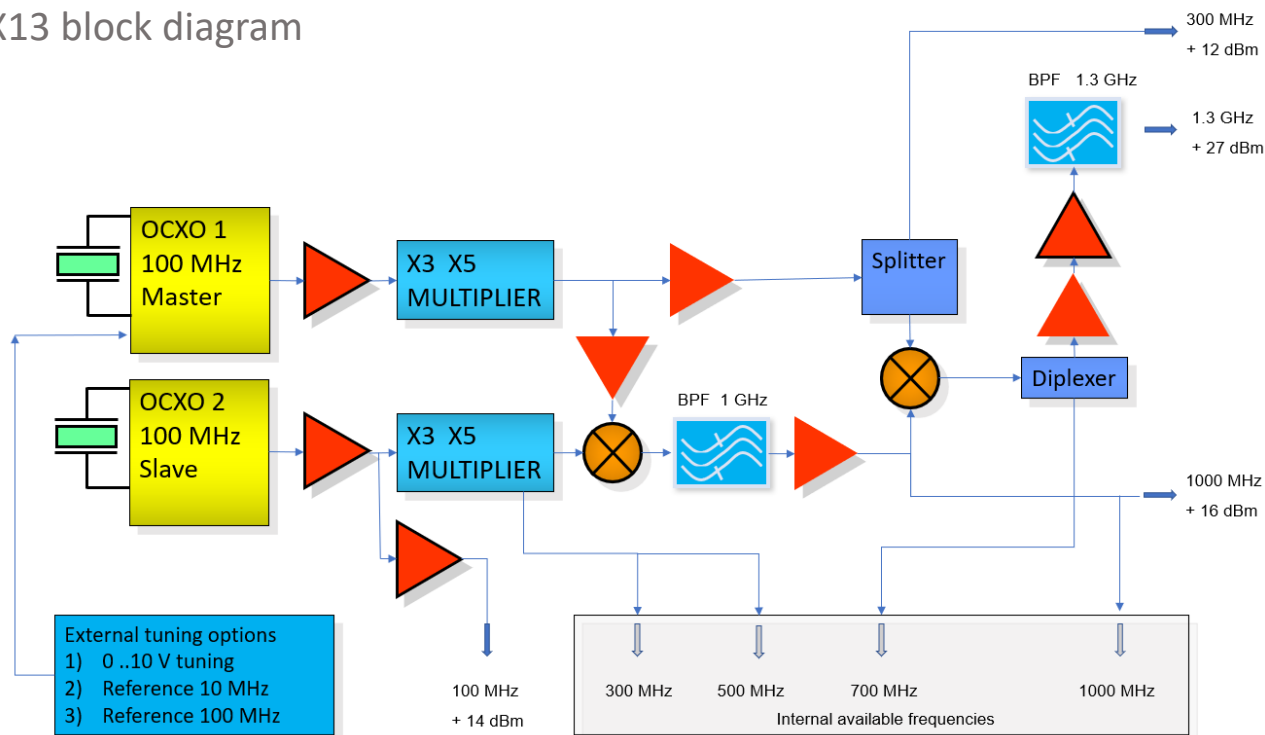 X13 block diagram
300 MHz
+ 12 dBm
BPF 1.3 GHz
1.3 GHz
+ 27 dBm
OCXO 1
100 MHz
Master
X3 X5
MULTIPLIER
Splitter
OCXO 2
100 MHz
Slave
X3 X5
MULTIPLIER
BPF 1 GHz
Diplexer
1000 MHz
+ 16 dBm
External tuning options
1) 0 ..10 V tuning
2) Reference 10 MHz
3) Reference 100 MHz
100 MHz
+ 14 dBm
300 MHz
500 MHz
700 MHz
1000 MHz
Internal available frequencies